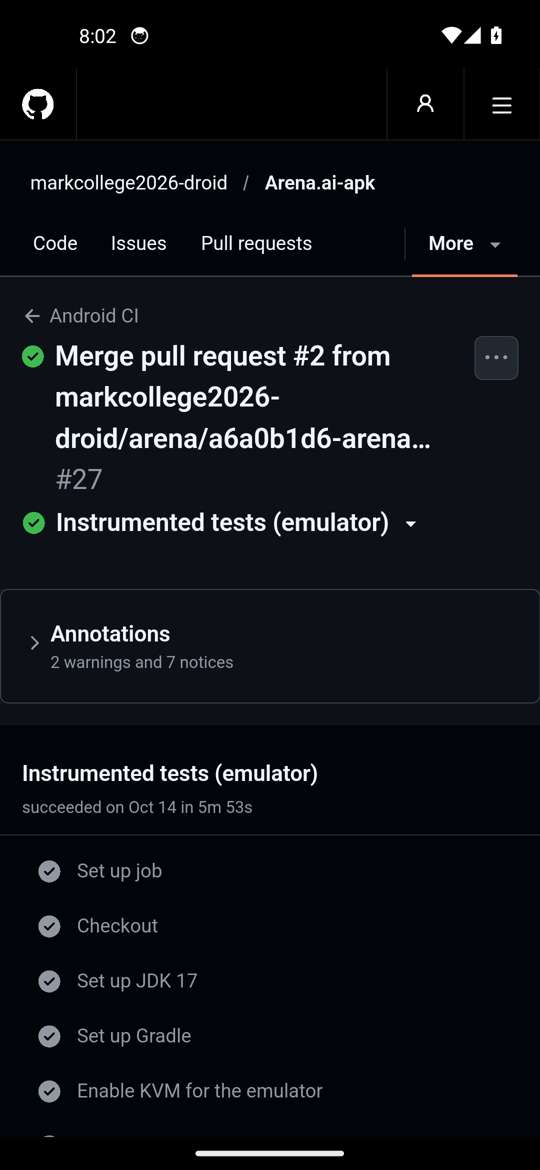 8:02
markcollege2026-droid / Arena.ai-apk
Code Issues Pull requests More
Android CI
Merge pull request #2 from
markcollege2026-
droid/arena/a6a0b1d6-arena…
#27
Instrumented tests (emulator)
Annotations
2 warnings and 7 notices
Instrumented tests (emulator)
succeeded on Oct 14 in 5m 53s
Set up job
Checkout
Set up JDK 17
Set up Gradle
Enable KVM for the emulator